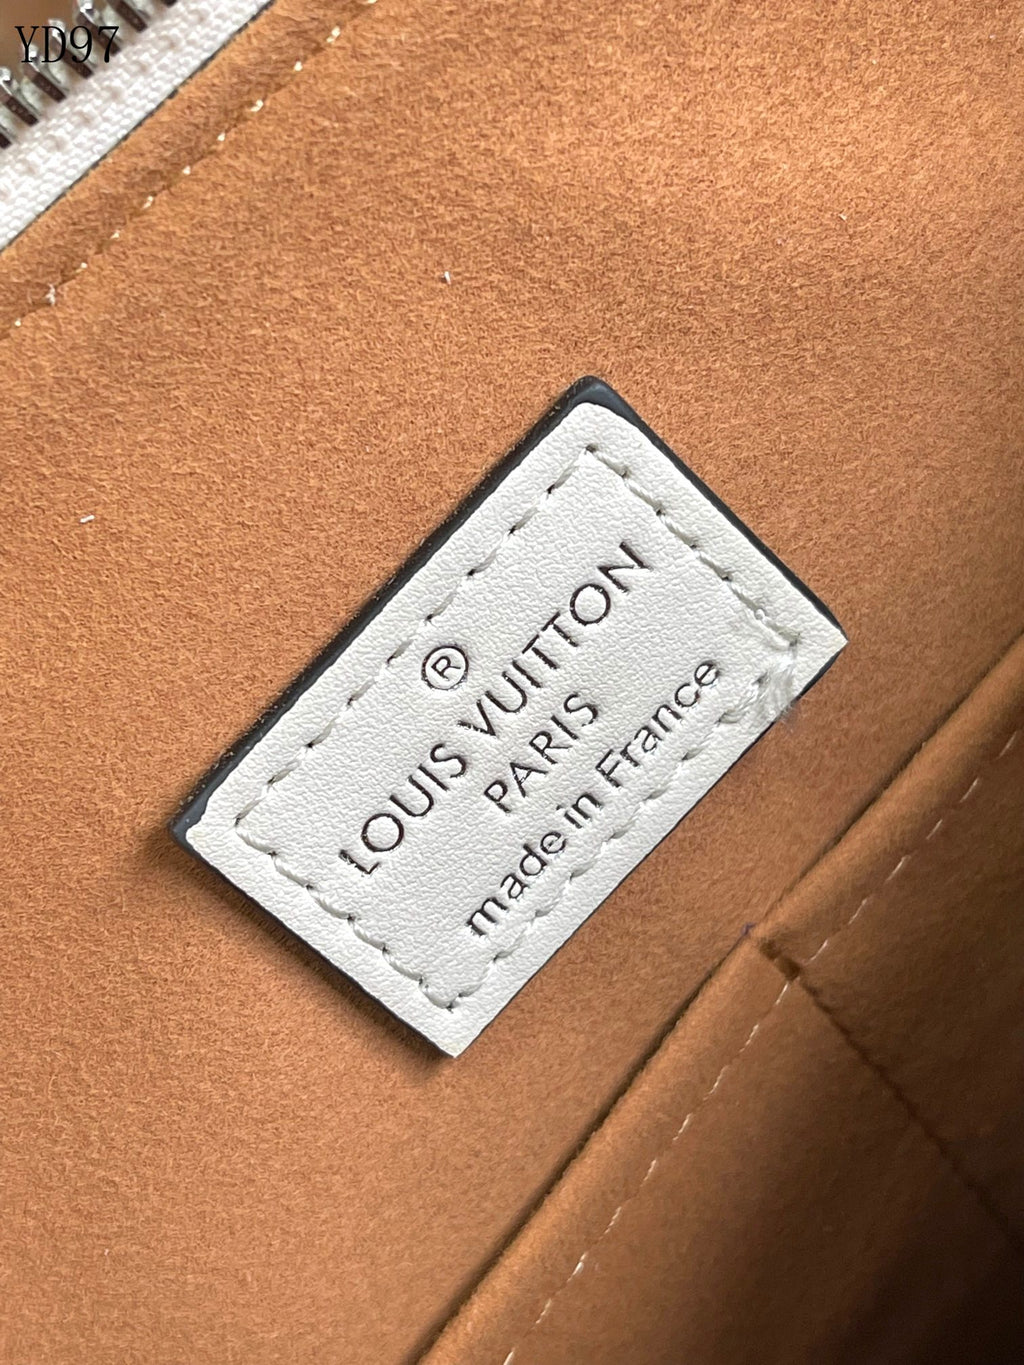 YD97
®
LOUIS VUITTON
PARIS
made in France